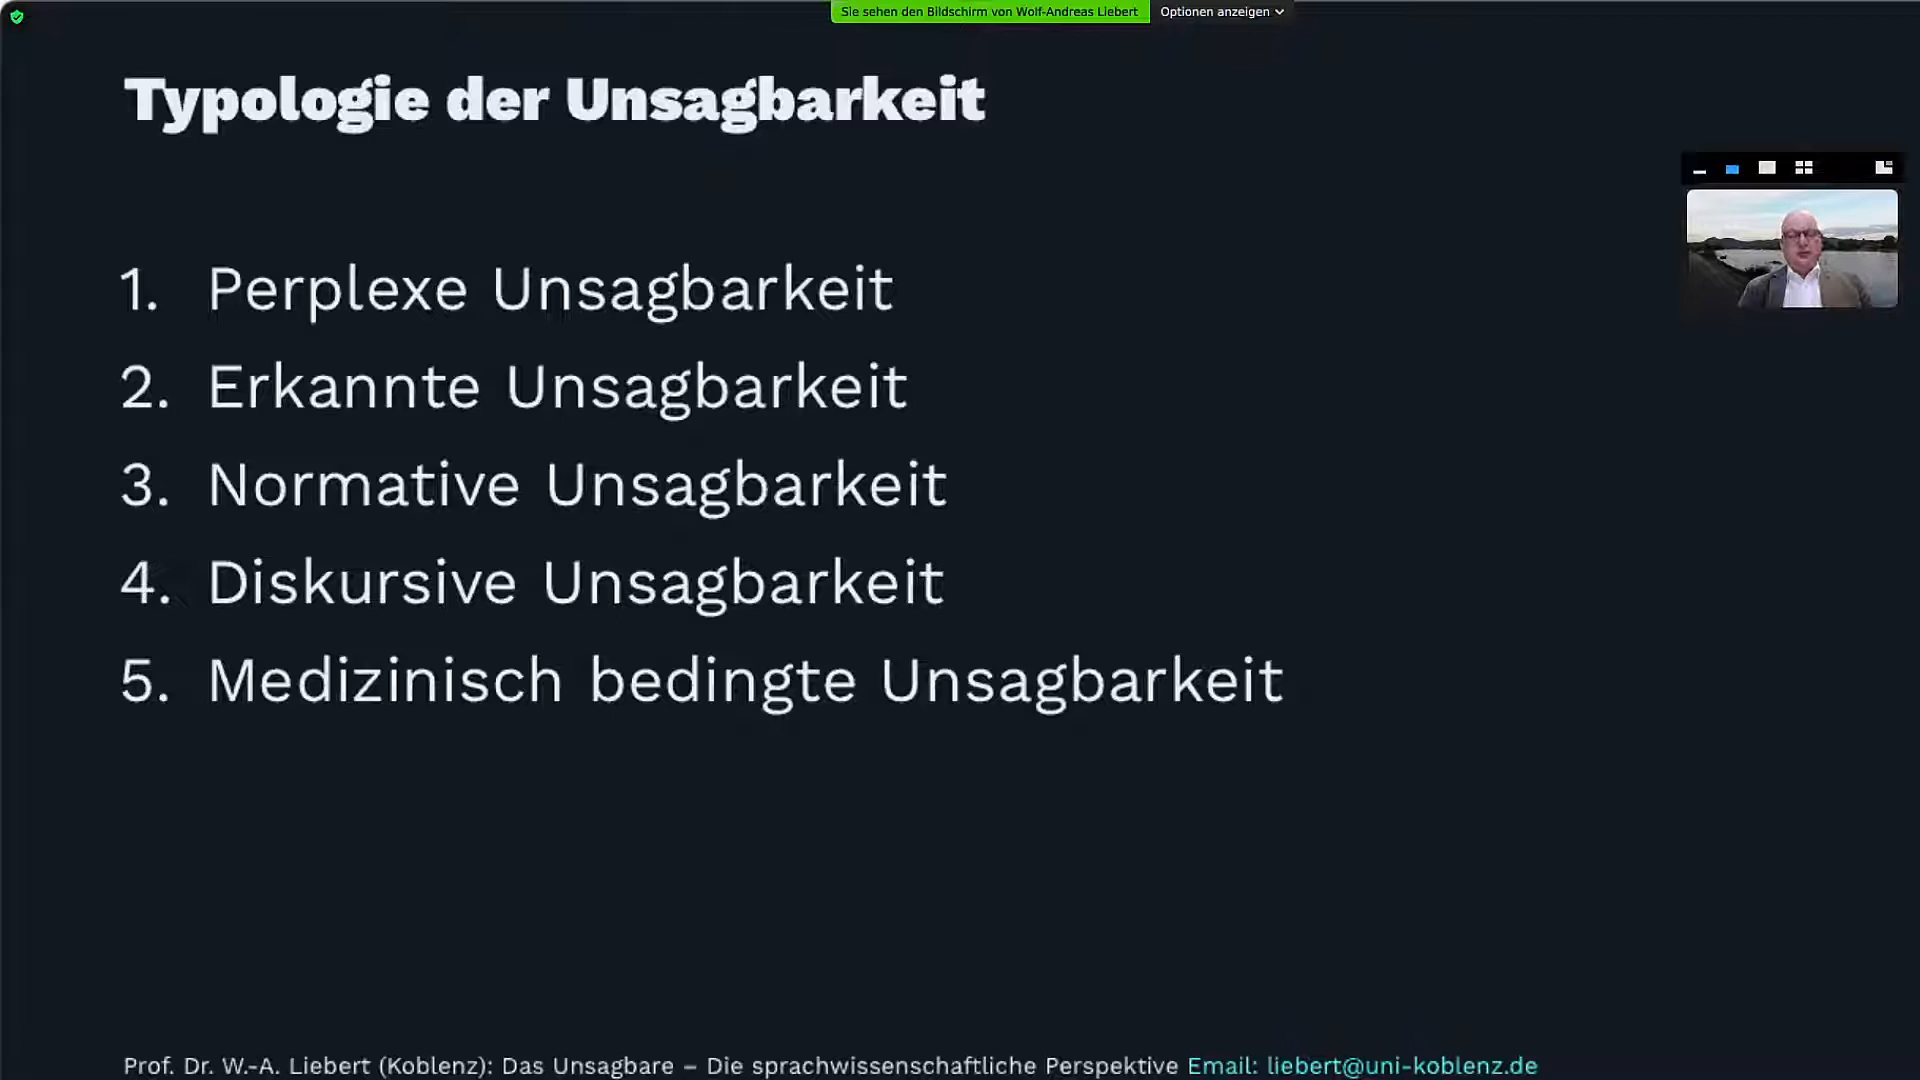 Sie sehen den Bildschirm von Wolf-Andreas Liebert Optionen anzeigen
Typologie der Unsagbarkeit
1. Perplexe Unsagbarkeit
2. Erkannte Unsagbarkeit
3. Normative Unsagbarkeit
4. Diskursive Unsagbarkeit
5. Medizinisch bedingte Unsagbarkeit
Prof. Dr. W.-A. Liebert (Koblenz): Das Unsagbare – Die sprachwissenschaftliche Perspektive Email: liebert@uni-koblenz.de